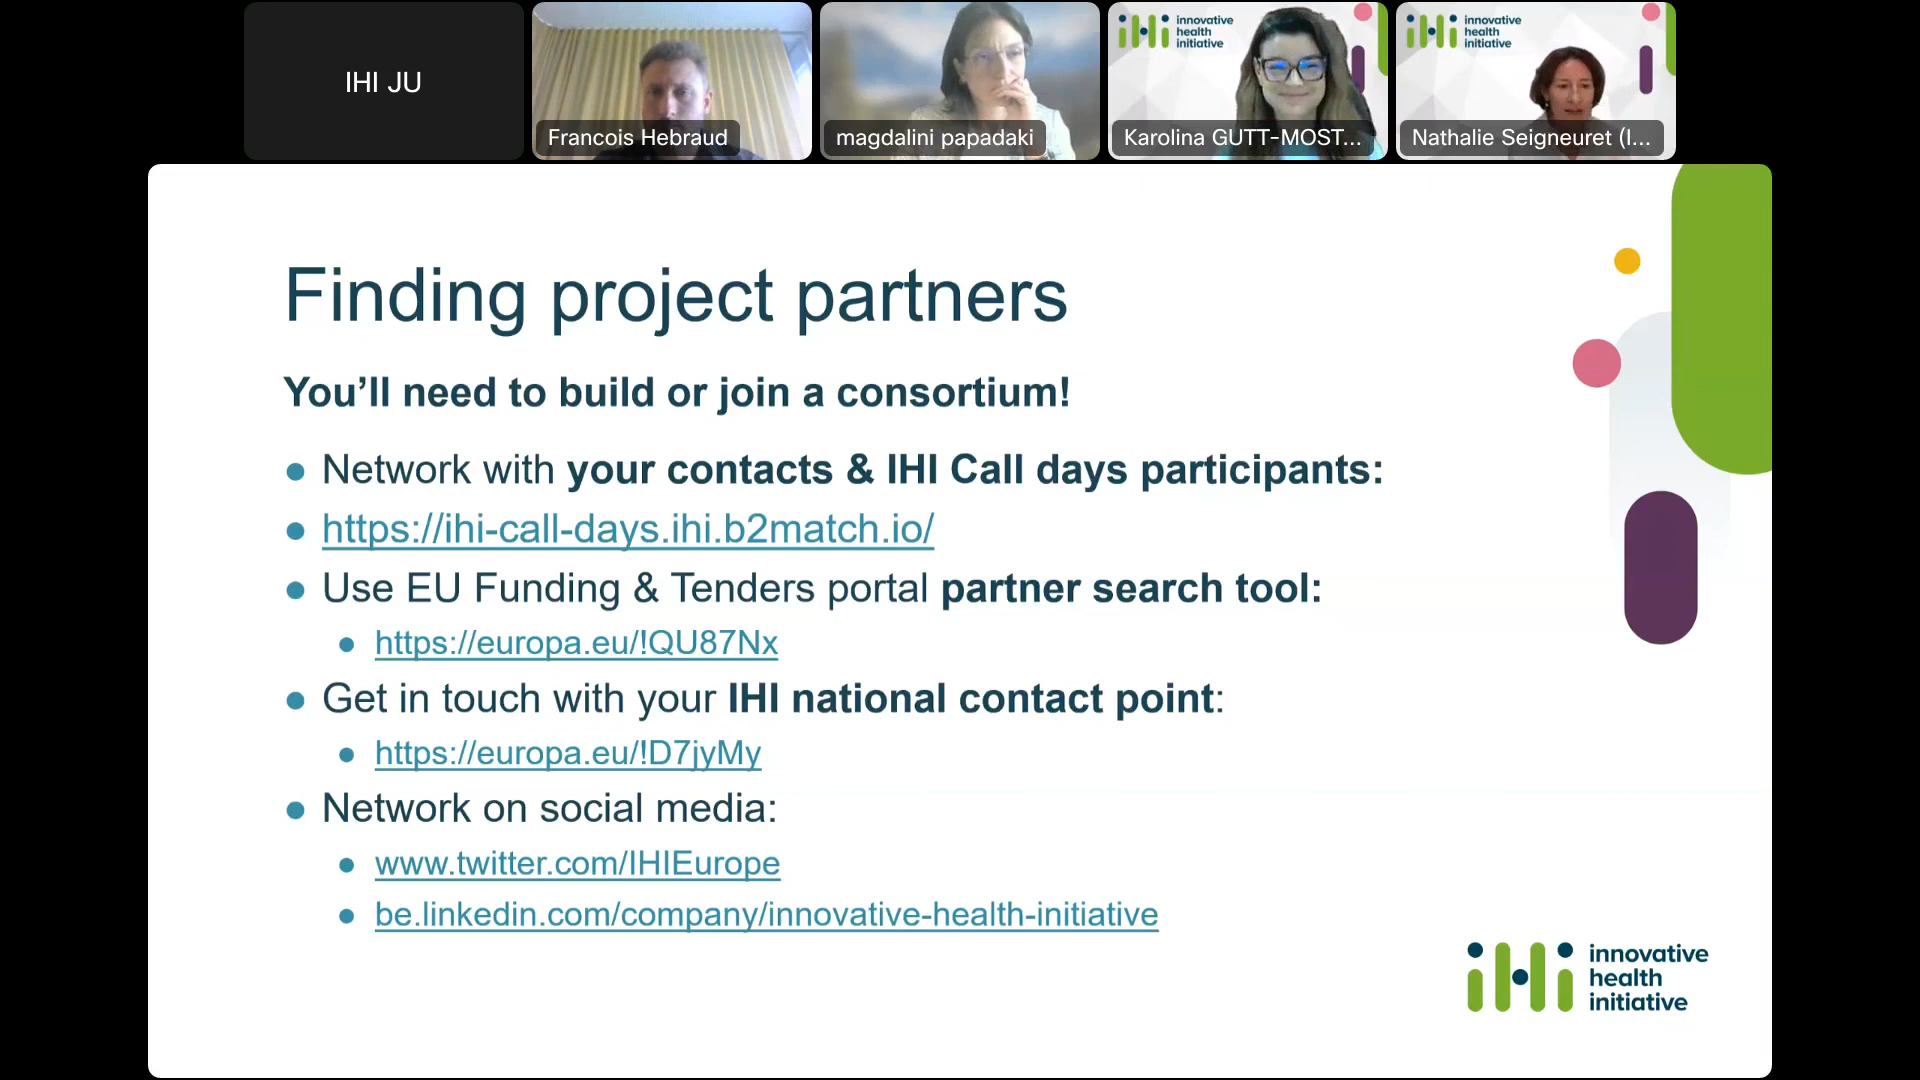 IHI JU
Francois Hebraud
magdalini papadaki
innovative
health
initiative
Karolina GUTT-MOST...
innovative
health
initiative
Nathalie Seigneuret (I...
Finding project partners
You’ll need to build or join a consortium!
Network with your contacts & IHI Call days participants:
https://ihi-call-days.ihi.b2match.io/
Use EU Funding & Tenders portal partner search tool:
https://europa.eu/!QU87Nx
Get in touch with your IHI national contact point:
https://europa.eu/!D7jyMy
Network on social media:
www.twitter.com/IHIEurope
be.linkedin.com/company/innovative-health-initiative
innovative
health
initiative